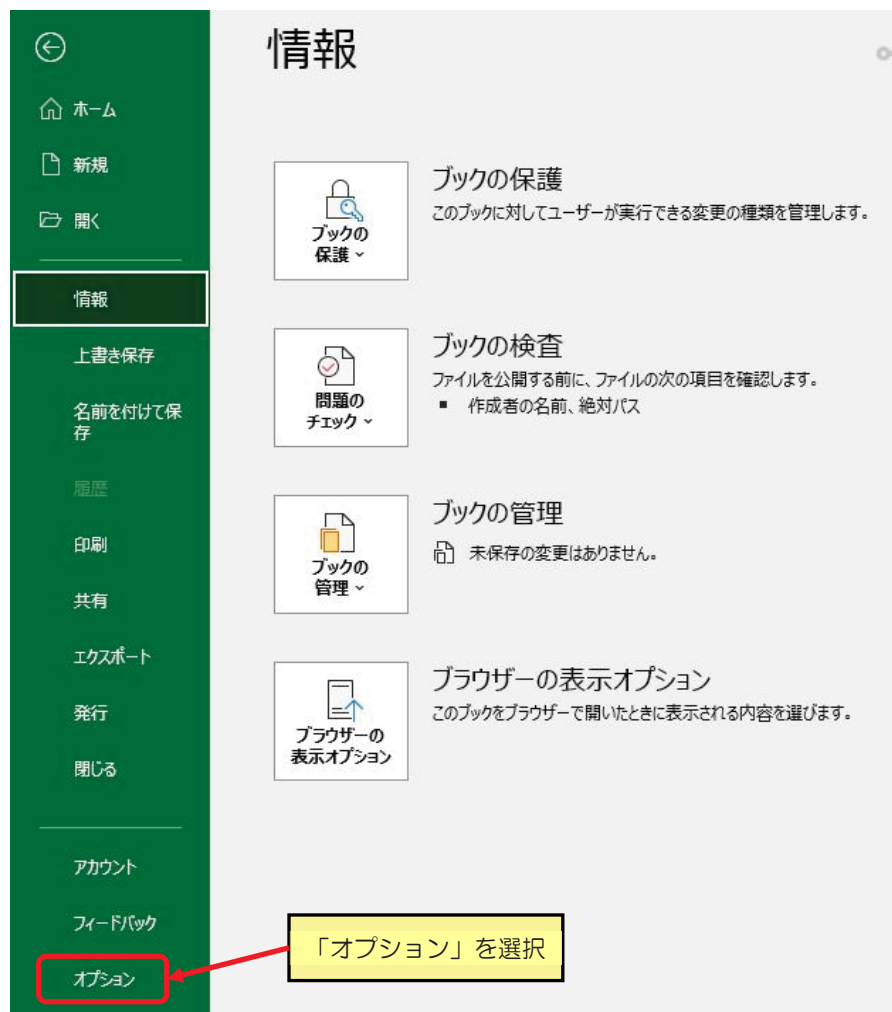 情報
ホーム
新規
開く
情報
上書き保存
名前を付けて保
存
履歴
印刷
共有
エクスポート
発行
閉じる
アカウント
フィードバック
オプション
ブックの
保護
ブックの保護
このブックに対してユーザーが実行できる変更の種類を管理します。
問題の
チェック
ブックの検査
ファイルを公開する前に、ファイルの次の項目を確認します。
▪ 作成者の名前、絶対パス
ブックの
管理
ブックの管理
未保存の変更はありません。
ブラウザーの
表示オプション
ブラウザーの表示オプション
このブックをブラウザーで開いたときに表示される内容を選びます。
「オプション」を選択